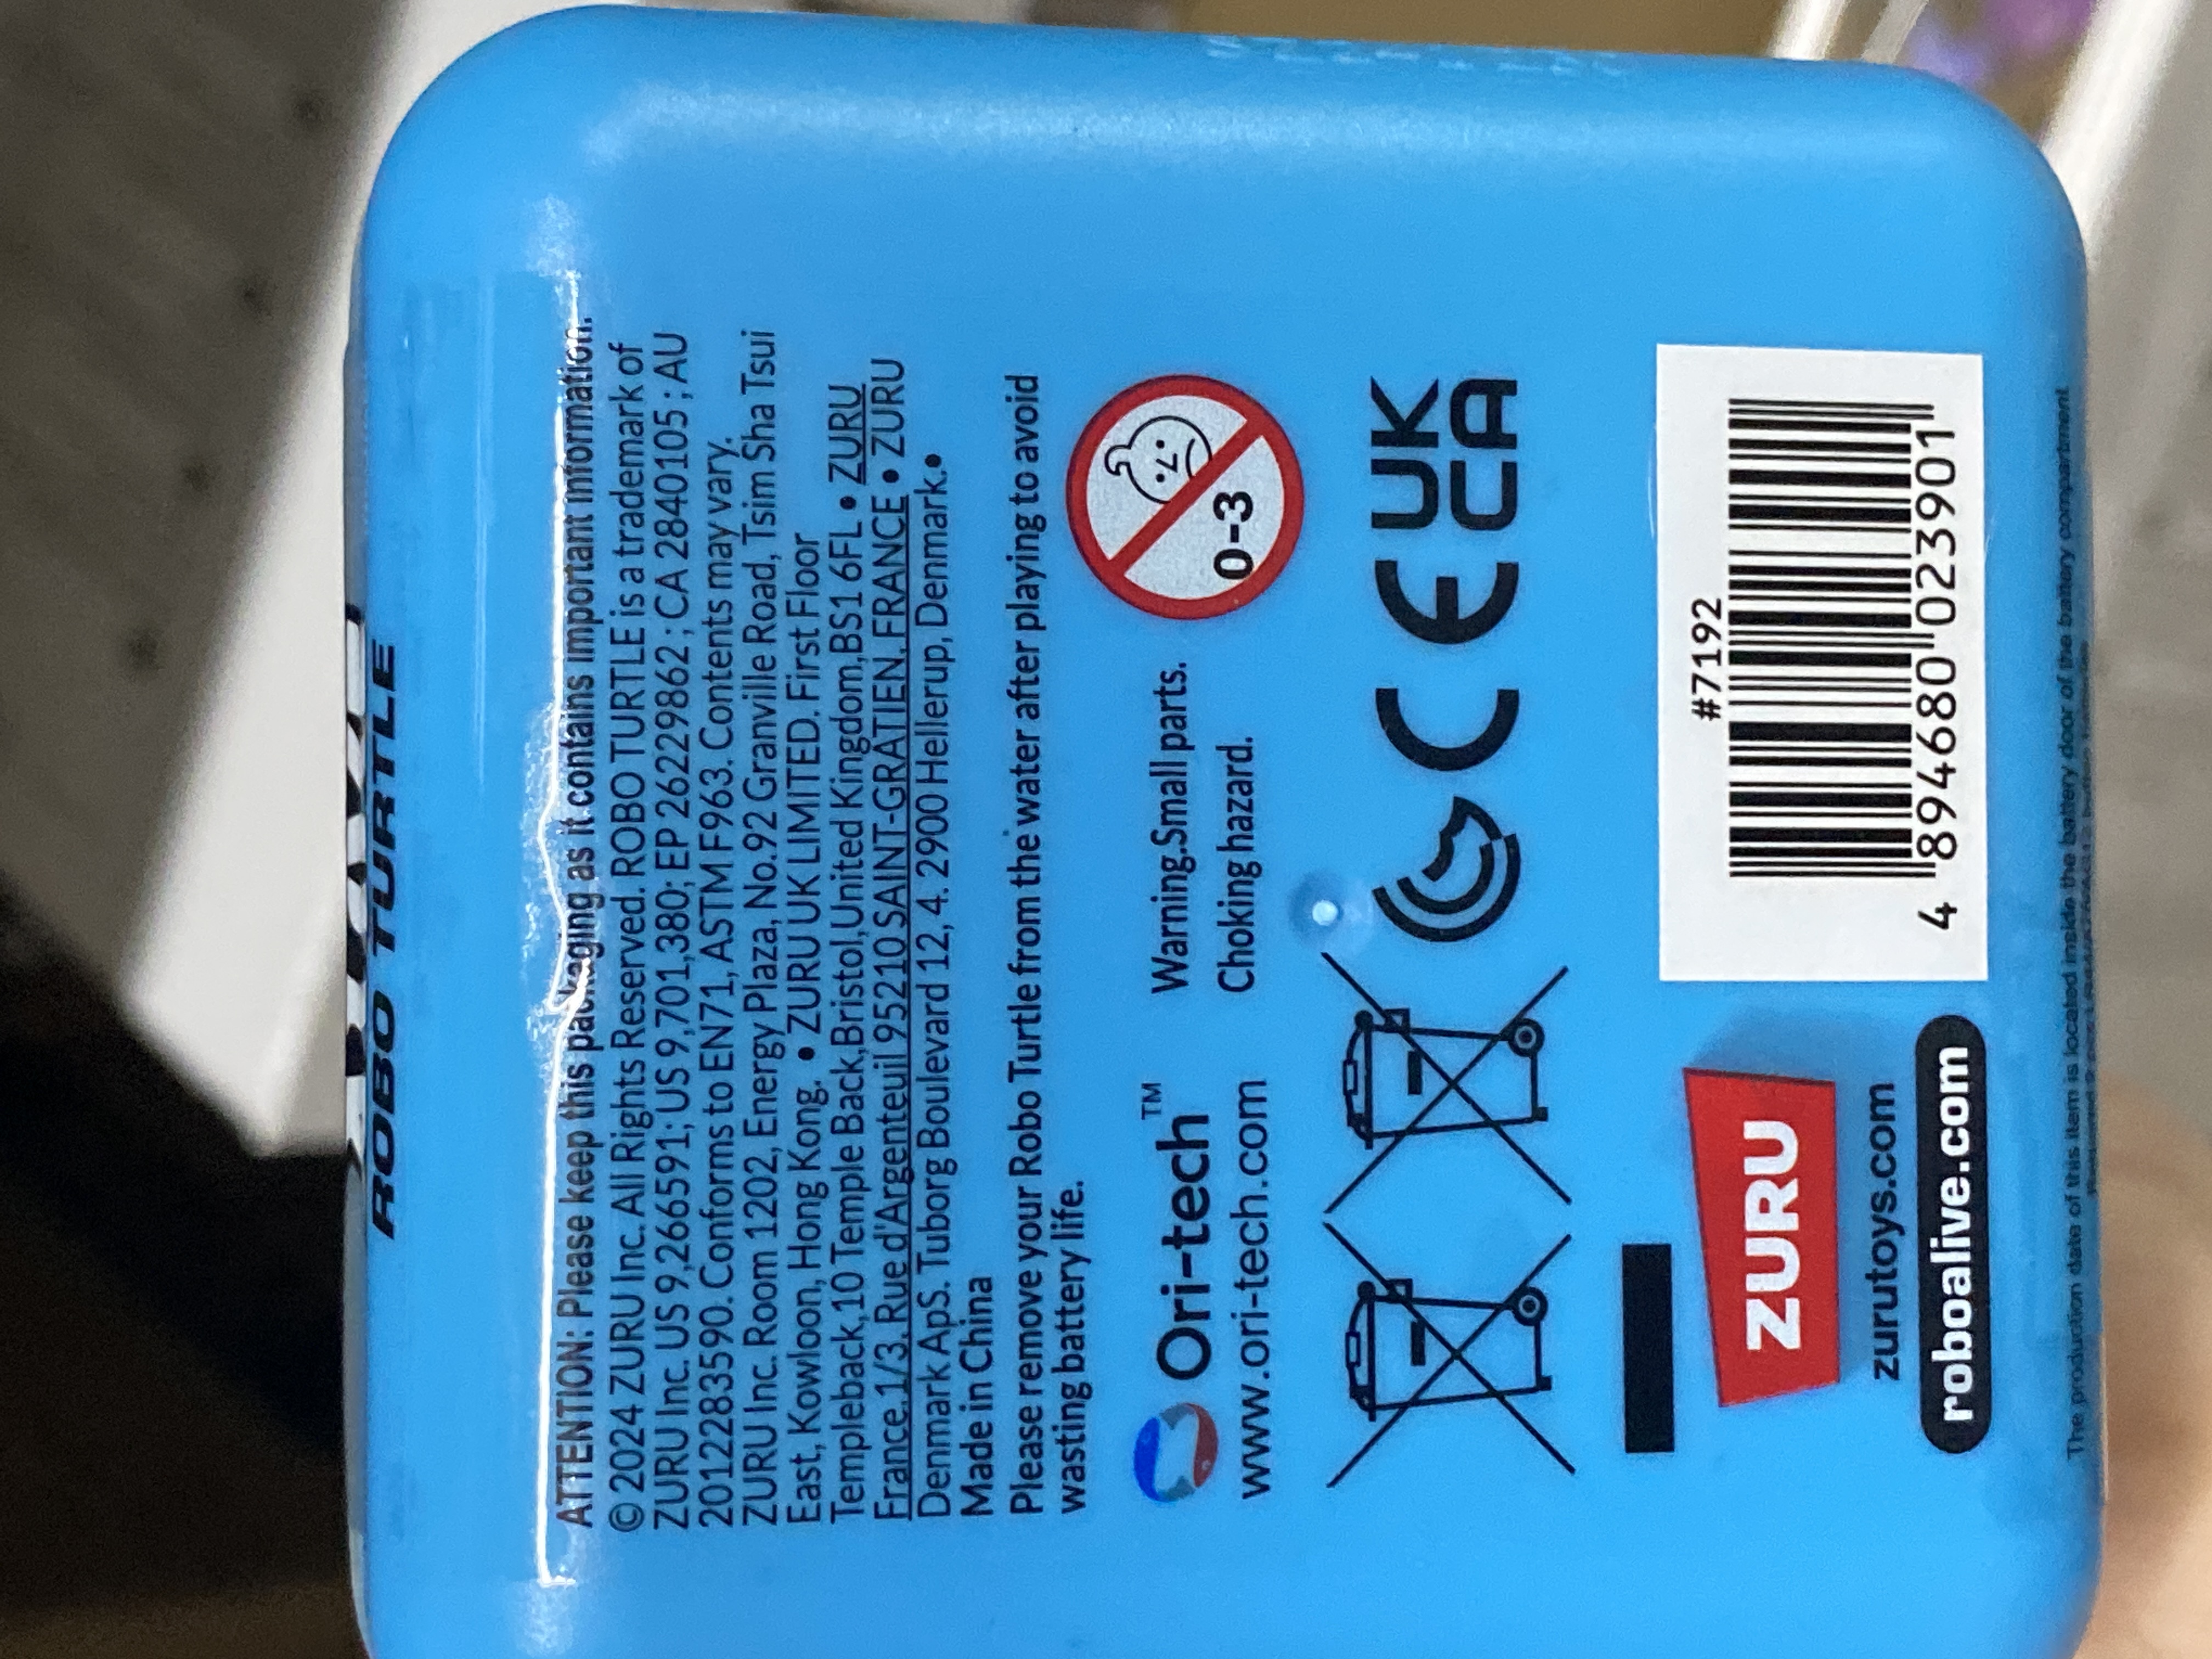 ROBO TURTLE
ATTENTION: Please keep this packaging as it contains important information.
© 2024 ZURU Inc. All Rights Reserved. ROBO TURTLE is a trademark of
ZURU Inc. US 9,266,591; US 9,701,380; EP 26229862 ; CA 2840105 ; AU
2012283590. Conforms to EN71, ASTM F963. Contents may vary.
ZURU Inc. Room 1202, Energy Plaza, No.92 Granville Road, Tsim Sha Tsui
East, Kowloon, Hong Kong. • ZURU UK LIMITED. First Floor
Templeback,10 Temple Back,Bristol,United Kingdom,BS1 6FL • ZURU
France.1/3, Rue d'Argenteuil 95210 SAINT-GRATIEN, FRANCE • ZURU
Denmark ApS. Tuborg Boulevard 12, 4. 2900 Hellerup, Denmark.•
Made in China
Please remove your Robo Turtle from the water after playing to avoid
wasting battery life.
Ori-tech™
www.ori-tech.com
Warning.Small parts.
Choking hazard.
0-3
CE
UK
CA
ZURU
zurutoys.com
roboalive.com
#7192
4 894680 023901
The production date of this item is located inside the battery door of the battery compartment